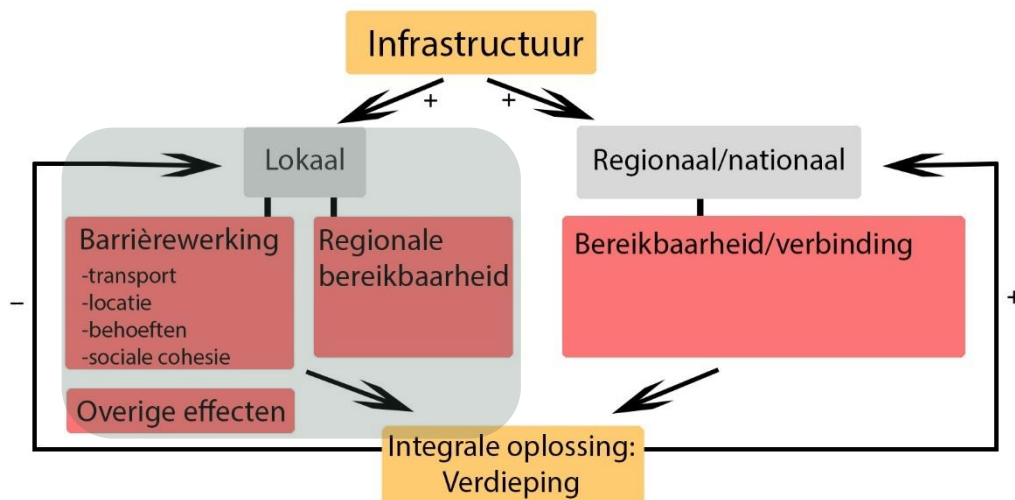 Infrastructuur
+ +
Lokaal
Regionaal/nationaal
Barrièrewerking
-transport
-locatie
-behoeften
-sociale cohesie
Regionale
bereikbaarheid
Bereikbaarheid/verbinding
–
+
Overige effecten
Integrale oplossing:
Verdieping